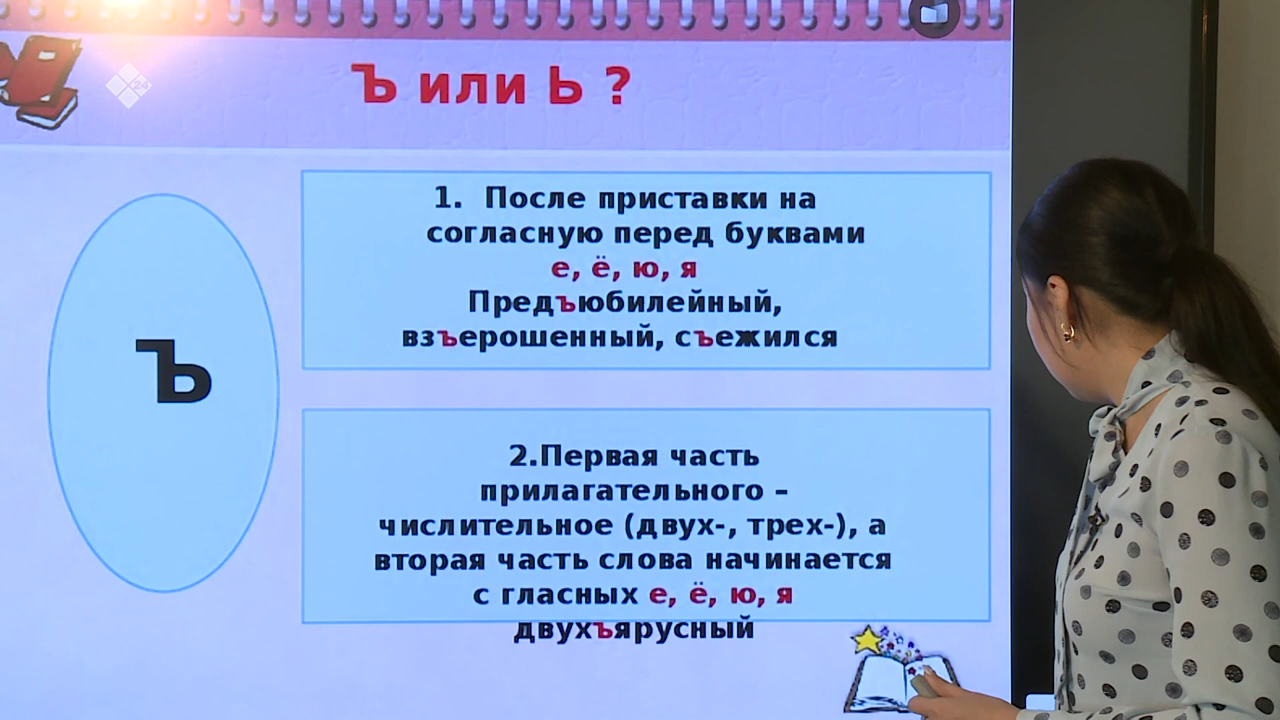 Ъ или Ь ?
24
Ъ
1. После приставки на
согласную перед буквами
е, ё, ю, я
Предъюбилейный,
взъерошенный, съежился
2.Первая часть
прилагательного –
числительное (двух-, трех-), а
вторая часть слова начинается
с гласных е, ё, ю, я
двухъярусный